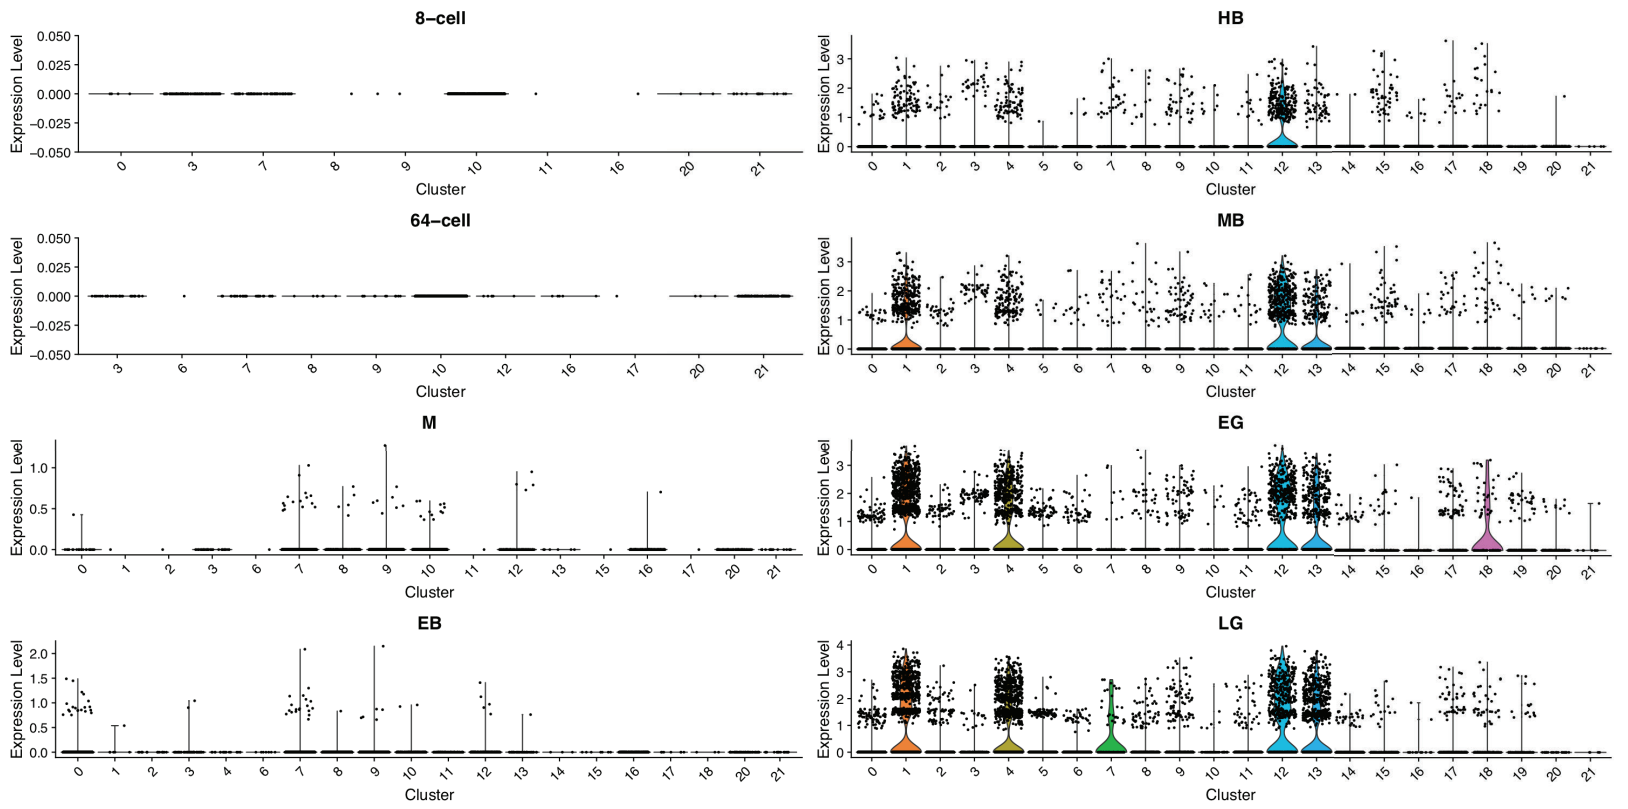 8−cell
Expression Level
0.050
0.025
0.000
−0.025
−0.050
0 3 7 8 9 10 11 16 20 21
Cluster
64−cell
Expression Level
0.050
0.025
0.000
−0.025
−0.050
3 6 7 8 9 10 12 16 17 20 21
Cluster
M
Expression Level
1.0
0.5
0.0
0 1 2 3 4 6 7 8 9 10 11 12 13 14 15 16 17 20 21
Cluster
EB
Expression Level
2.0
1.5
1.0
0.5
0.0
0 1 2 3 4 6 7 8 9 10 11 12 13 14 15 16 17 18 20 21
Cluster
HB
Expression Level
3
2
1
0
0 1 2 3 4 5 6 7 8 9 10 11 12 13 14 15 16 17 18 19 20 21
Cluster
MB
Expression Level
3
2
1
0
0 1 2 3 4 5 6 7 8 9 10 11 12 13 14 15 16 17 18 19 20 21
Cluster
EG
Expression Level
3
2
1
0
0 1 2 3 4 5 6 7 8 9 10 11 12 13 14 15 16 17 18 19 20 21
Cluster
LG
Expression Level
4
3
2
1
0
0 1 2 3 4 5 6 7 8 9 10 11 12 13 14 15 16 17 18 19 20 21
Cluster